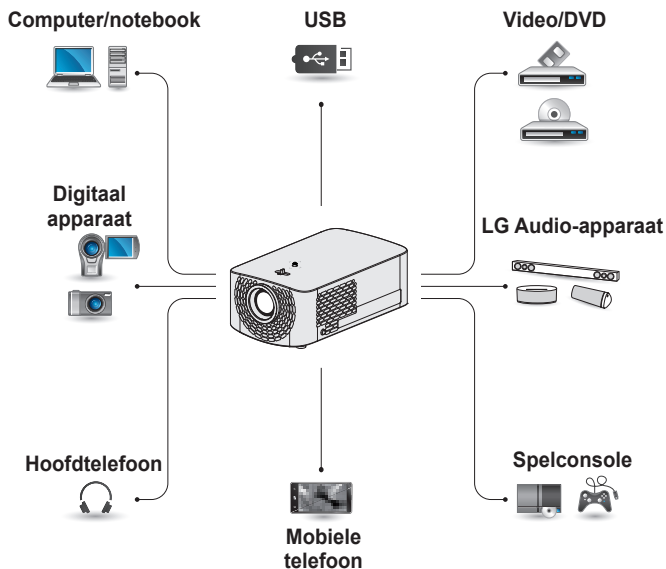 Computer/notebook
USB
Video/DVD
Digitaal
apparaat
LG Audio-apparaat
Hoofdtelefoon
Mobiele
telefoon
Spelconsole